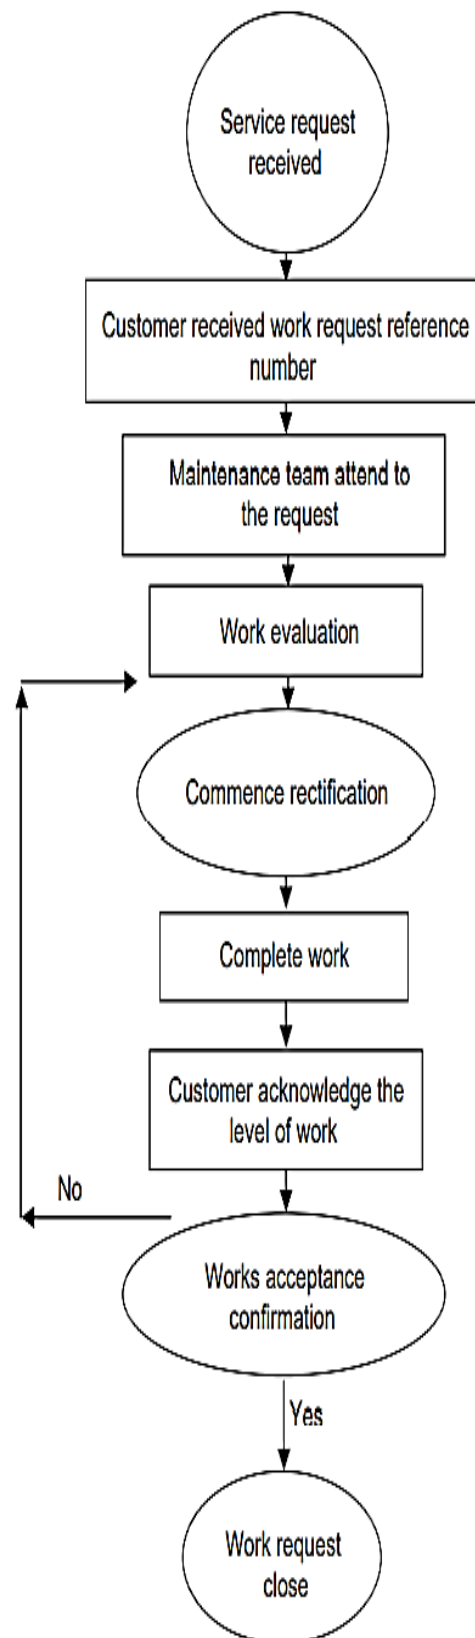 Service request
received
Customer received work request reference
number
Maintenance team attend to
the request
Work evaluation
Commence rectification
Complete work
Customer acknowledge the
level of work
No
Works acceptance
confirmation
Yes
Work request
close